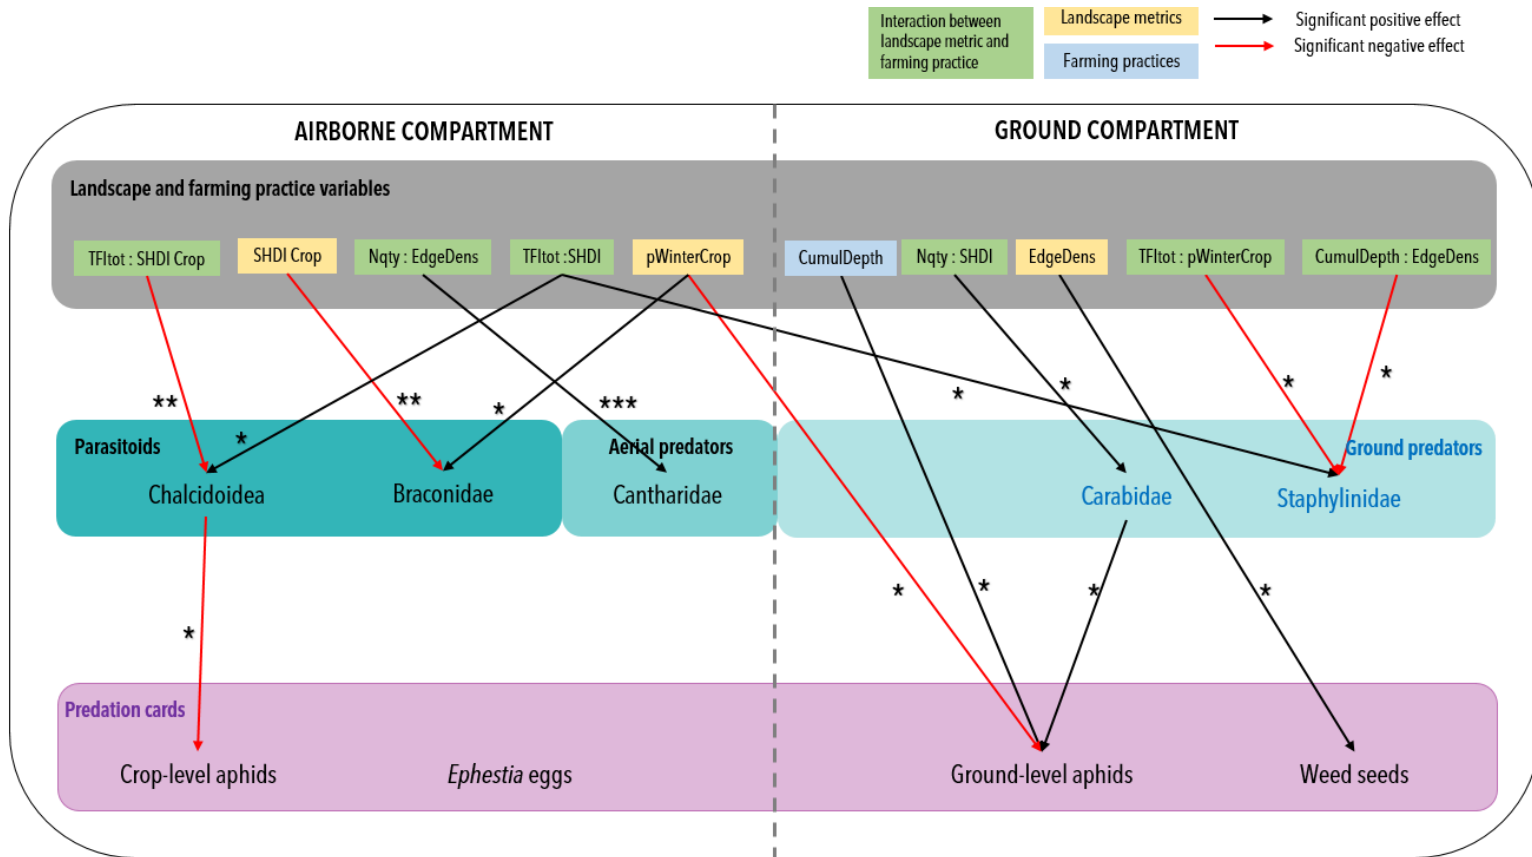 Interaction between
landscape metric and
farming practice
Landscape metrics
Farming practices
Significant positive effect
Significant negative effect
AIRBORNE COMPARTMENT
GROUND COMPARTMENT
Landscape and farming practice variables
TFItot : SHDI Crop
SHDI Crop
Nqty : EdgeDens
TFItot :SHDI
pWinterCrop
CumulDepth
Nqty : SHDI
EdgeDens
TFItot : pWinterCrop
CumulDepth : EdgeDens
**
*
**
*
***
*
*
*
*
Parasitoids
Chalcidoidea
Braconidae
Aerial predators
Cantharidae
Ground predators
Carabidae
Staphylinidae
*
*
*
*
*
Predation cards
Crop-level aphids
Ephestia eggs
Ground-level aphids
Weed seeds